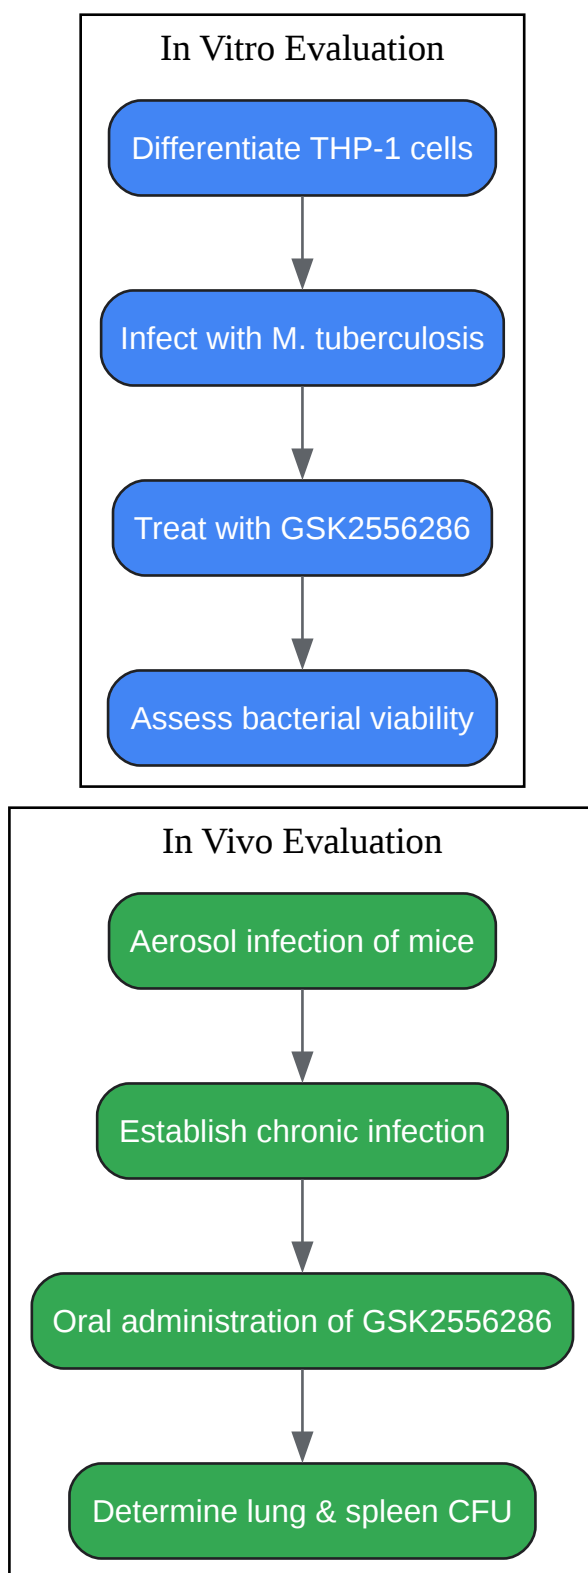 In Vitro Evaluation
Differentiate THP-1 cells
Infect with M. tuberculosis
Treat with GSK2556286
Assess bacterial viability
In Vivo Evaluation
Aerosol infection of mice
Establish chronic infection
Oral administration of GSK2556286
Determine lung & spleen CFU